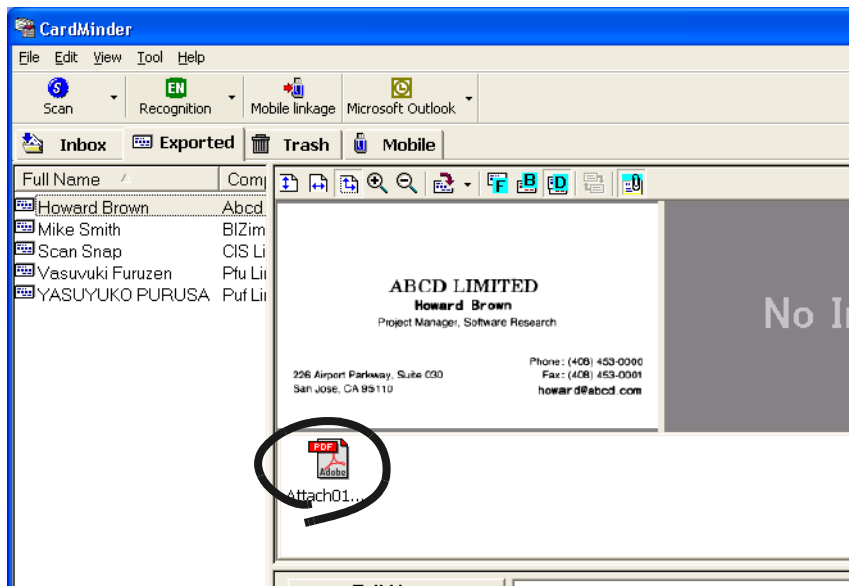 CardMinder
File Edit View Tool Help
S
EN
Scan Recognition Mobile linkage Microsoft Outlook
Inbox Exported Trash Mobile
Full Name Comp
F B D
Howard Brown Abcd
Mike Smith BIZim
Scan Snap CIS Li
Vasuvuki Furuzen Pfu Lir
YASUYUKO PURUSA Puf Lir
ABCD LIMITED
Howard Brown
Project Manager, Software Research
226 Airport Parkway, Suite 030
San Jose, CA 95110
Phone: (408) 453-0000
Fax: (408) 453-0001
howard@abcd.com
No
PDF
Adobe
Attach01...